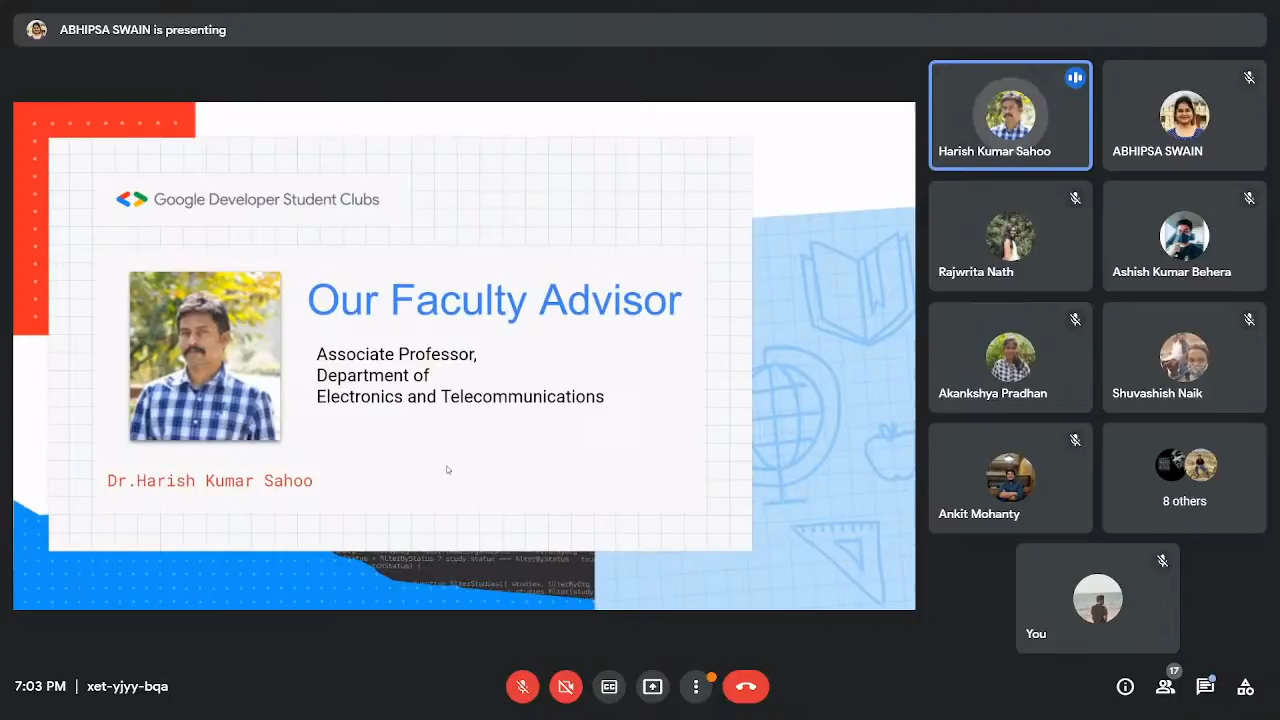 ABHIPSA SWAIN is presenting
Google Developer Student Clubs
Our Faculty Advisor
Associate Professor,
Department of
Electronics and Telecommunications
Dr.Harish Kumar Sahoo
Harish Kumar Sahoo
ABHIPSA SWAIN
Rajwrita Nath
Ashish Kumar Behera
Akankshya Pradhan
Shuvashish Naik
Ankit Mohanty
8 others
You
7:03 PM | xet-yjyy-bqa
17